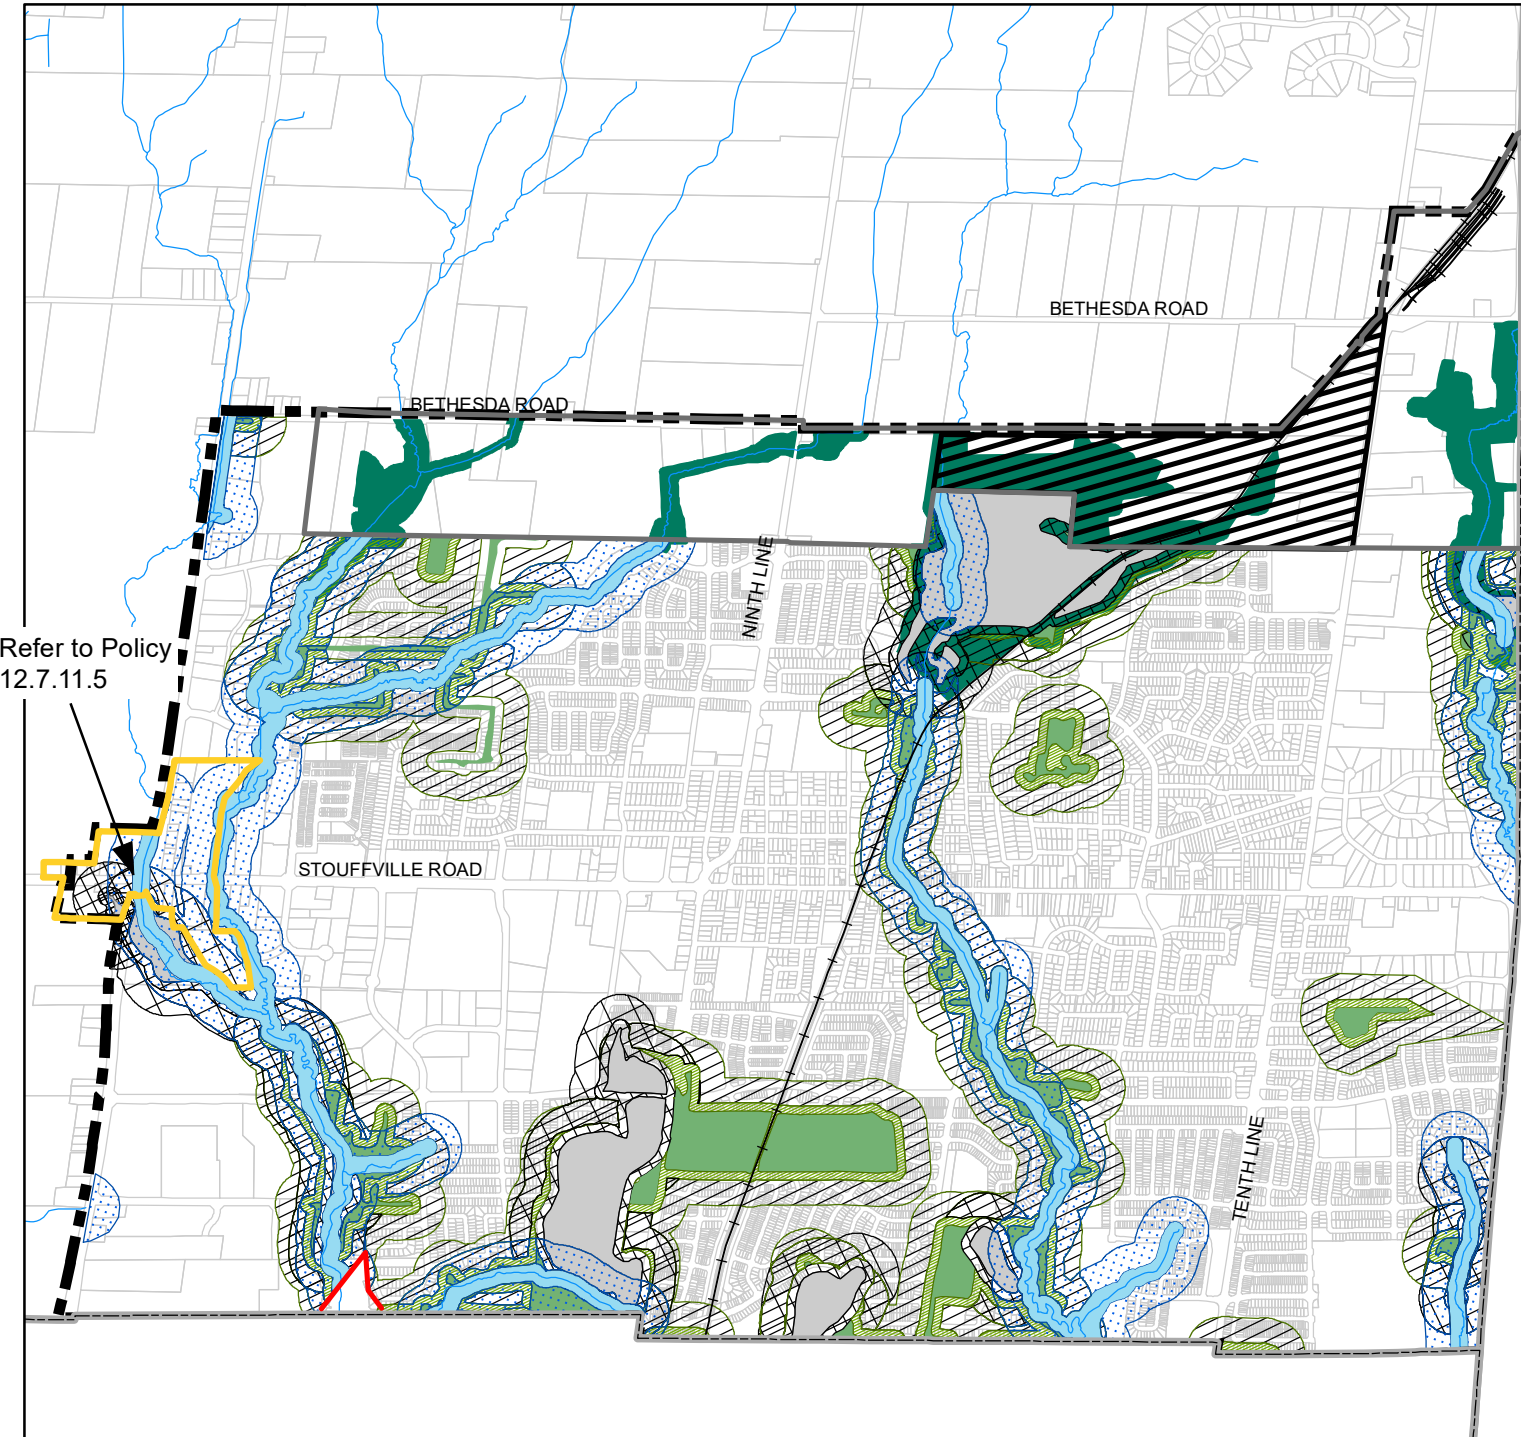 BETHESDA ROAD
BETHESDA ROAD
NINTH LINE
Refer to Policy
12.7.11.5
STOUFFVILLE ROAD
TENTH LINE